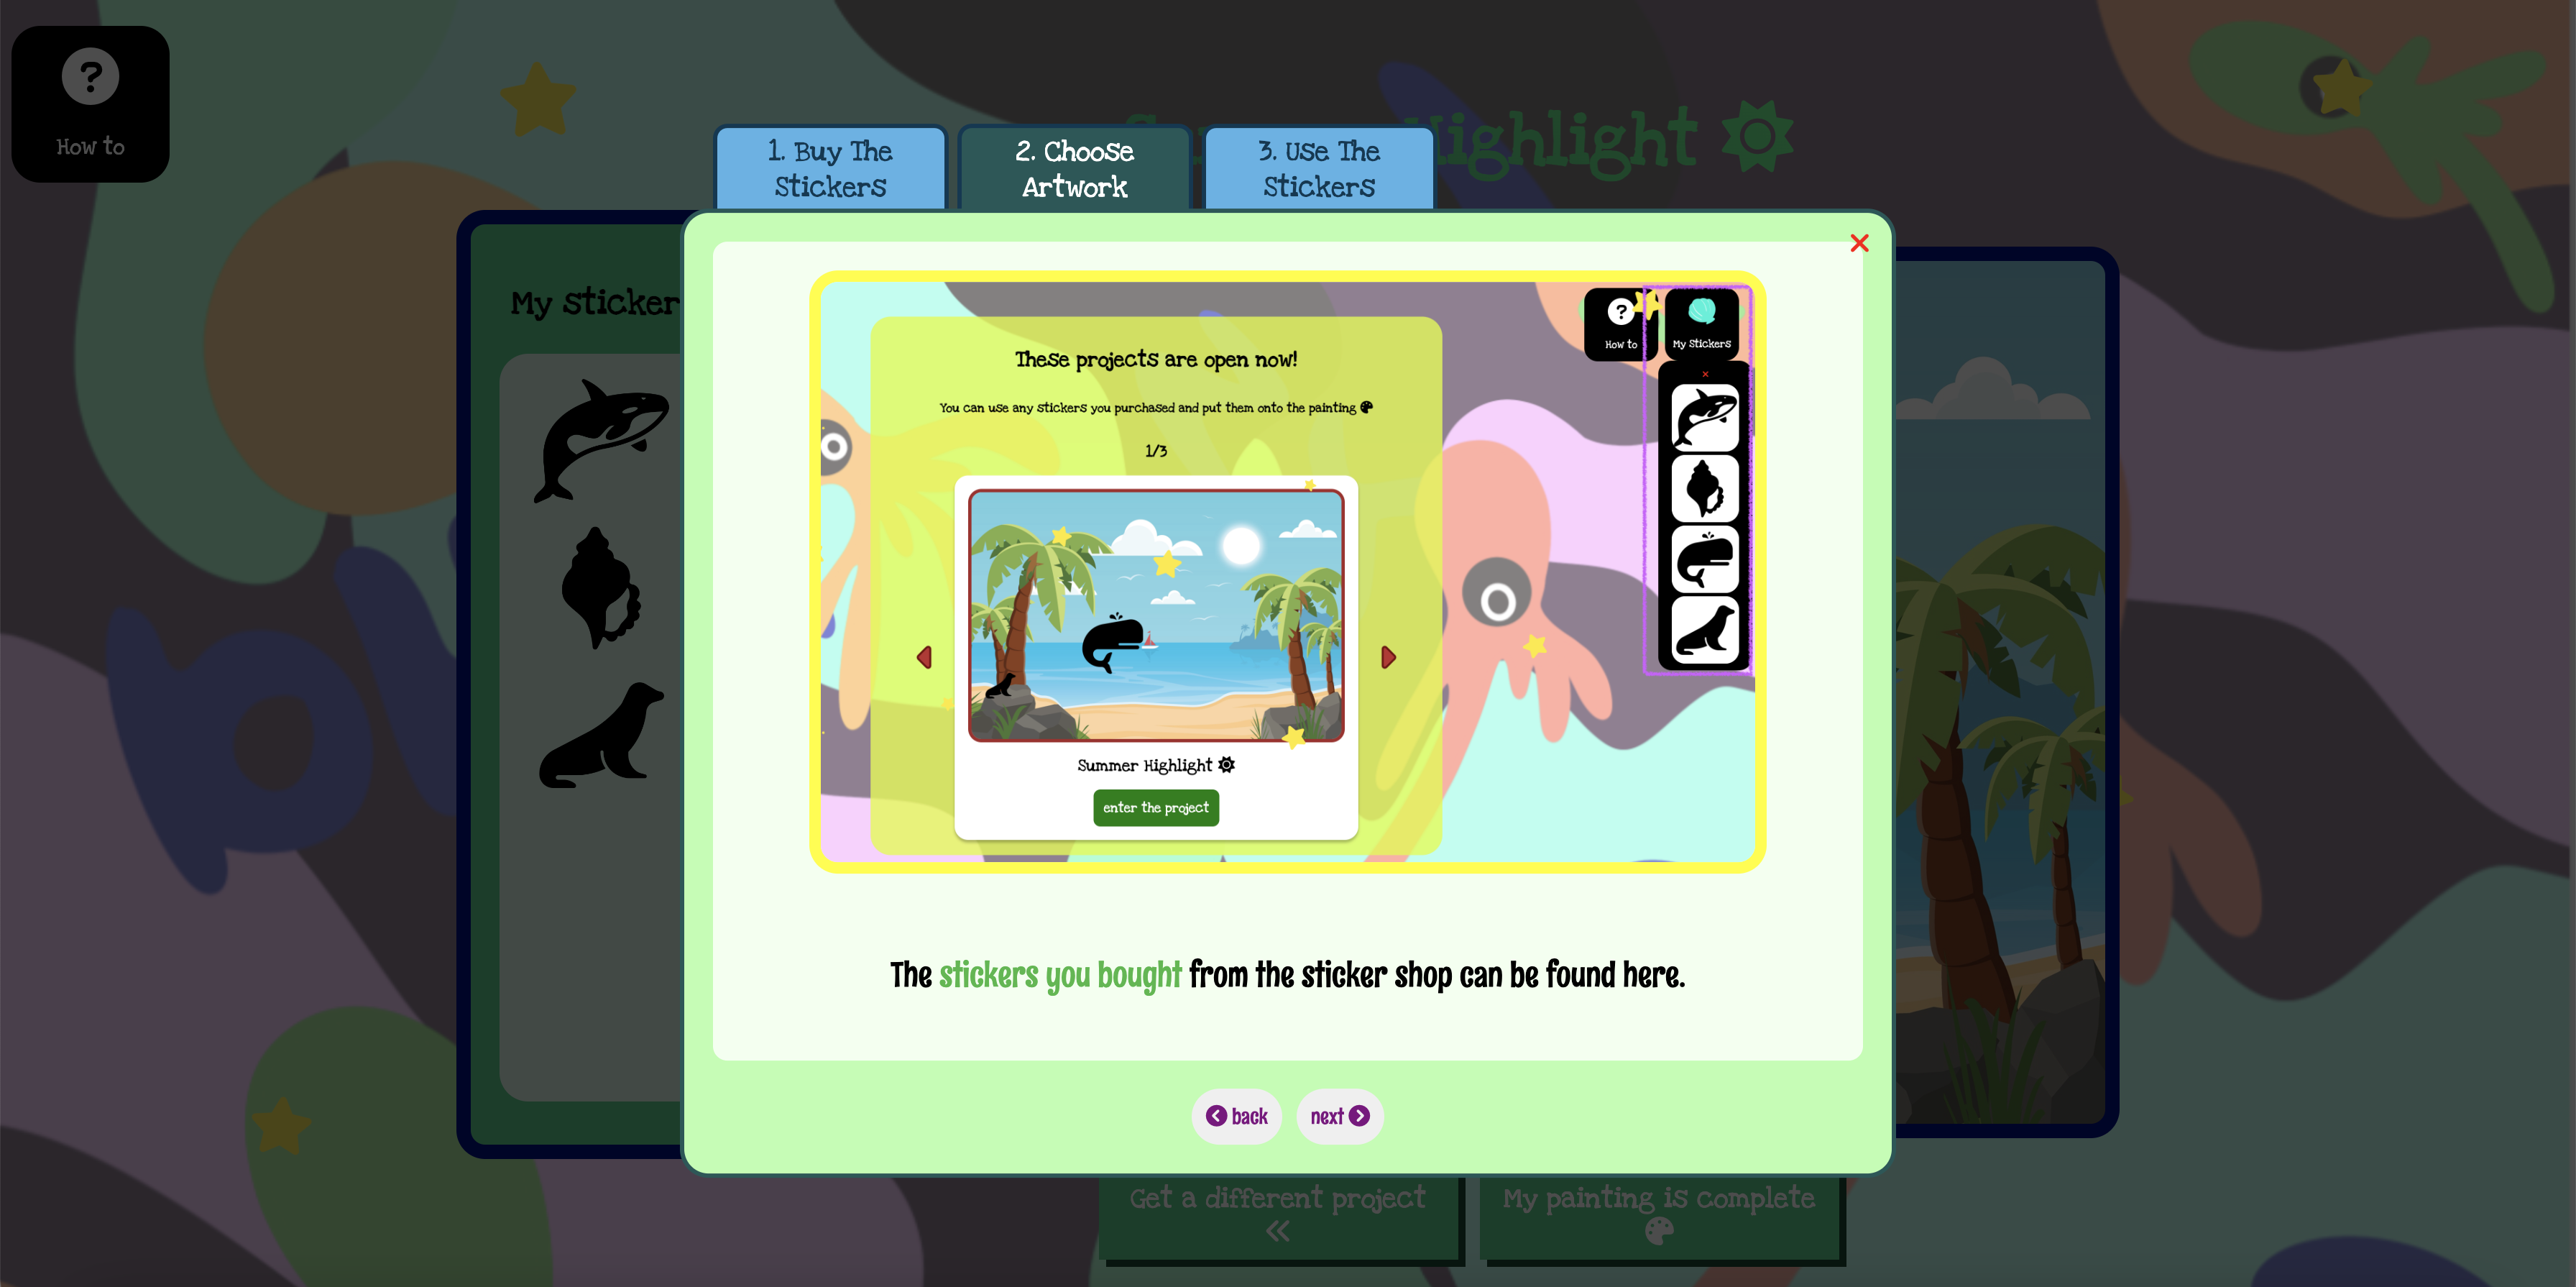 ?
How to
Highlight
1. Buy The
Stickers
2. Choose
Artwork
3. Use The
Stickers
My sticker
These projects are open now!
You can use any stickers you purchased and put them onto the painting
1/3
Summer Highlight
enter the project
?
How to
My Stickers
The stickers you bought from the sticker shop can be found here.
back
next
Get a different project
My painting is complete